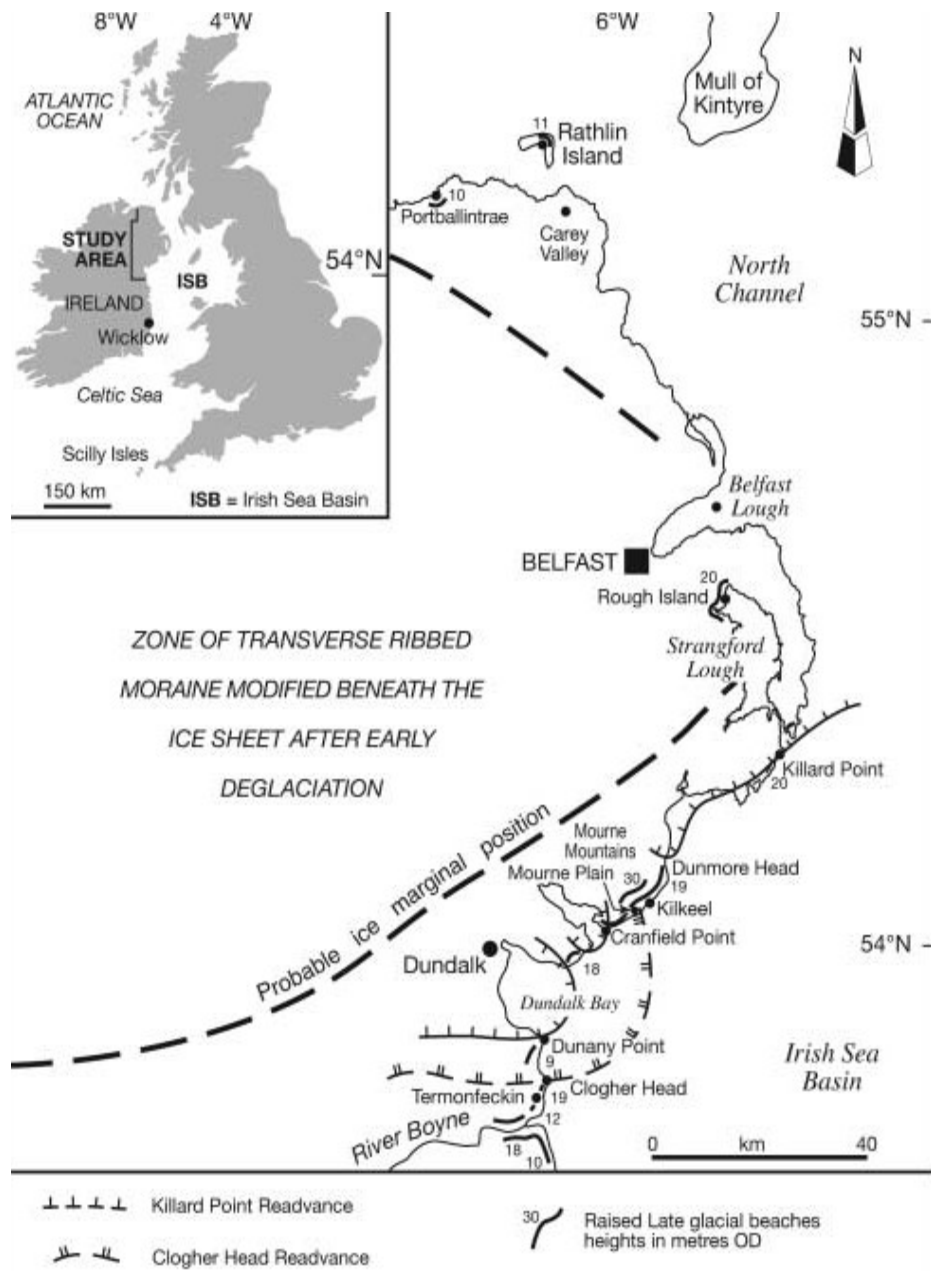 8°W
4°W
ATLANTIC
OCEAN
STUDY
AREA
54°N
ISB
IRELAND
Wicklow
Celtic Sea
Scilly Isles
150 km
ISB = Irish Sea Basin
6°W
N
Mull of
Kintyre
11
Rathlin
Island
10
Portballintrae
Carey
Valley
North
Channel
55°N
Belfast
Lough
BELFAST
20
Rough Island
Strangford
Lough
ZONE OF TRANSVERSE RIBBED
MORAINE MODIFIED BENEATH THE
ICE SHEET AFTER EARLY
DEGLACIATION
Killard Point
20
Probable ice marginal position
Mourne
Mountains
Dunmore Head
Mourne Plain
30
19
Kilkeel
Cranfield Point
54°N
Dundalk
18
Dundalk Bay
Dunany Point
9
Irish Sea
Basin
Clogher Head
Termonfeckin
19
12
River Boyne
18
10
0 km 40
Killard Point Readvance
Clogher Head Readvance
30
Raised Late glacial beaches
heights in metres OD